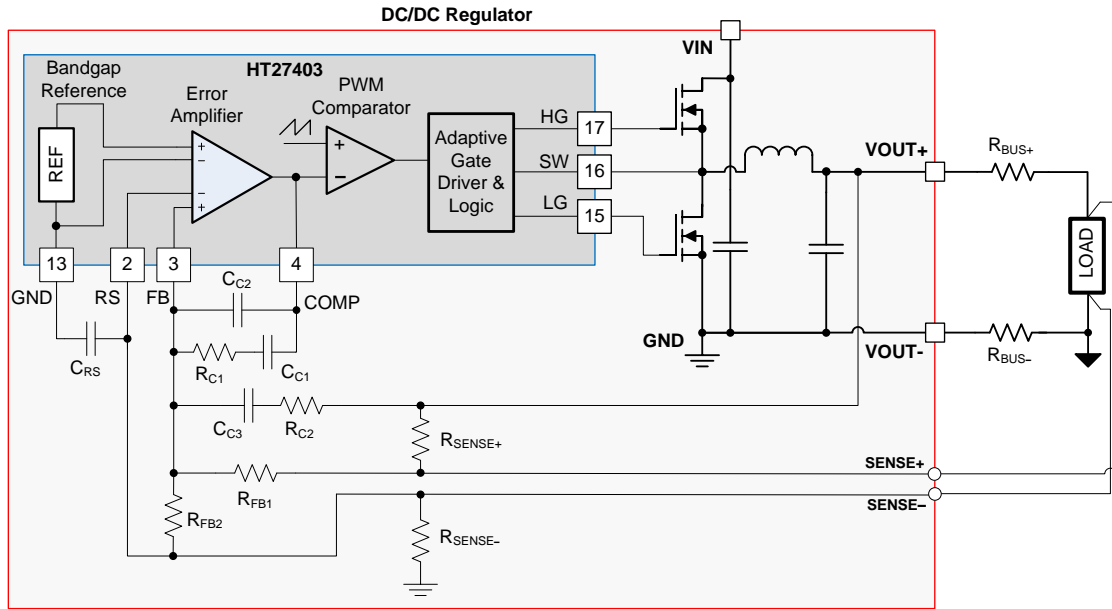 DC/DC Regulator
VIN
HT27403
Bandgap
Reference
Error
Amplifier
PWM
Comparator
REF
+
−
−
+
+
−
Adaptive
Gate
Driver &
Logic
HG
17
SW
16
LG
15
VOUT+
RBUS+
LOAD
13
2
3
4
GND
RS
FB
COMP
CC2
CRS
RC1
CC1
GND
VOUT-
RBUS−
CC3
RC2
RSENSE+
SENSE+
RFB1
SENSE−
RFB2
RSENSE−